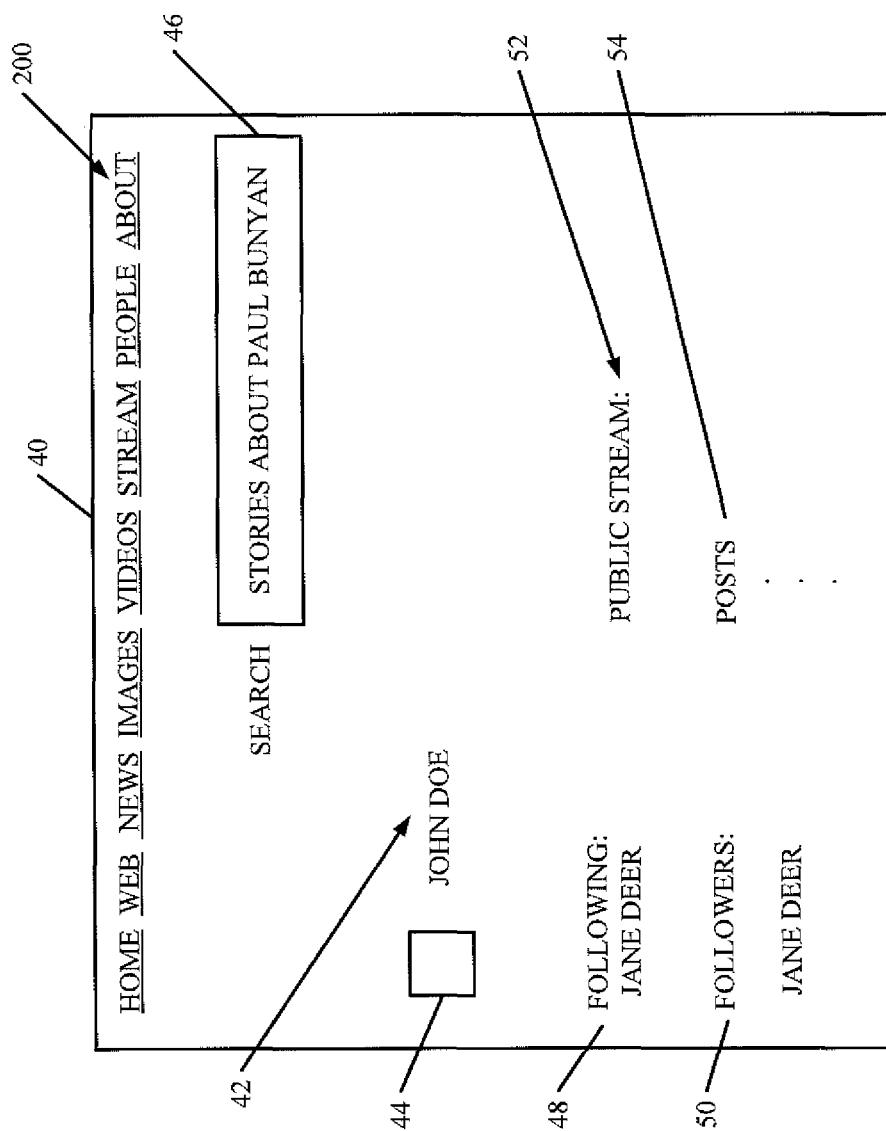 40
200
HOME WEB NEWS IMAGES VIDEOS STREAM PEOPLE ABOUT
46
SEARCH STORIES ABOUT PAUL BUNYAN
42
JOHN DOE
44
52
FOLLOWING: PUBLIC STREAM:
JANE DEER
48
54
FOLLOWERS: POSTS
50
JANE DEER